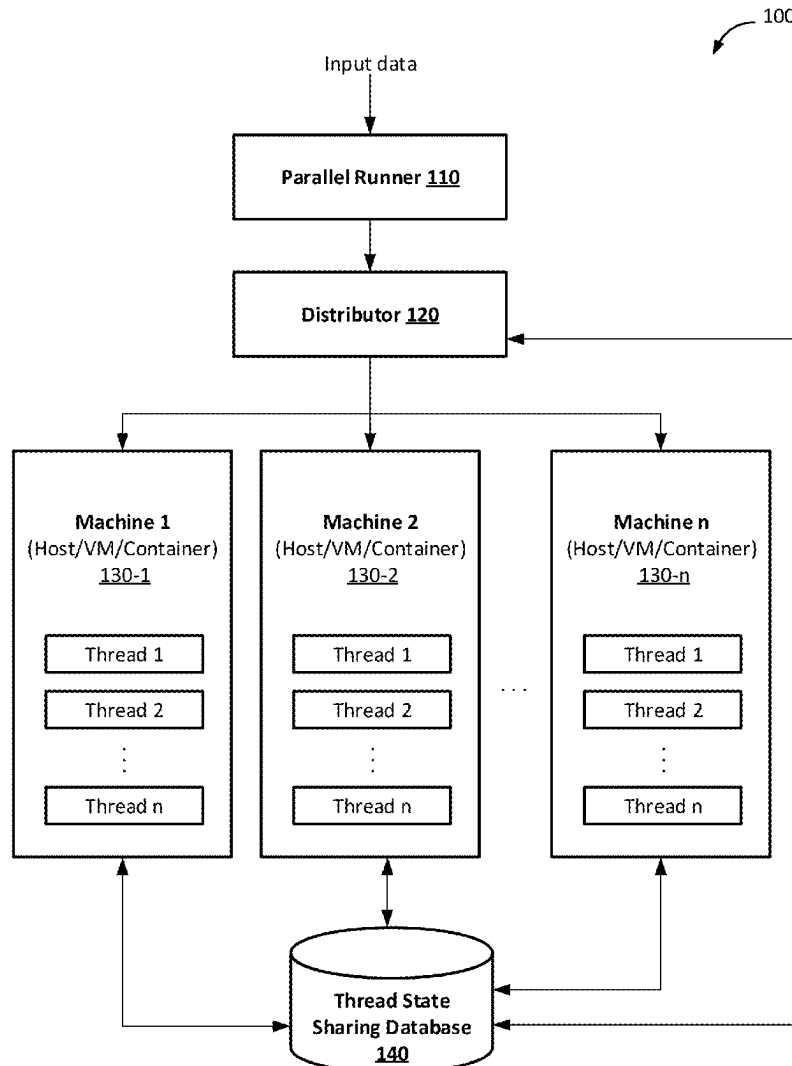 100
Input data
Parallel Runner 110
Distributor 120
Machine 1
(Host/VM/Container)
130-1
Thread 1
Thread 2
⋮
Thread n
Machine 2
(Host/VM/Container)
130-2
Thread 1
Thread 2
⋮
Thread n
. . .
Machine n
(Host/VM/Container)
130-n
Thread 1
Thread 2
⋮
Thread n
Thread State
Sharing Database
140